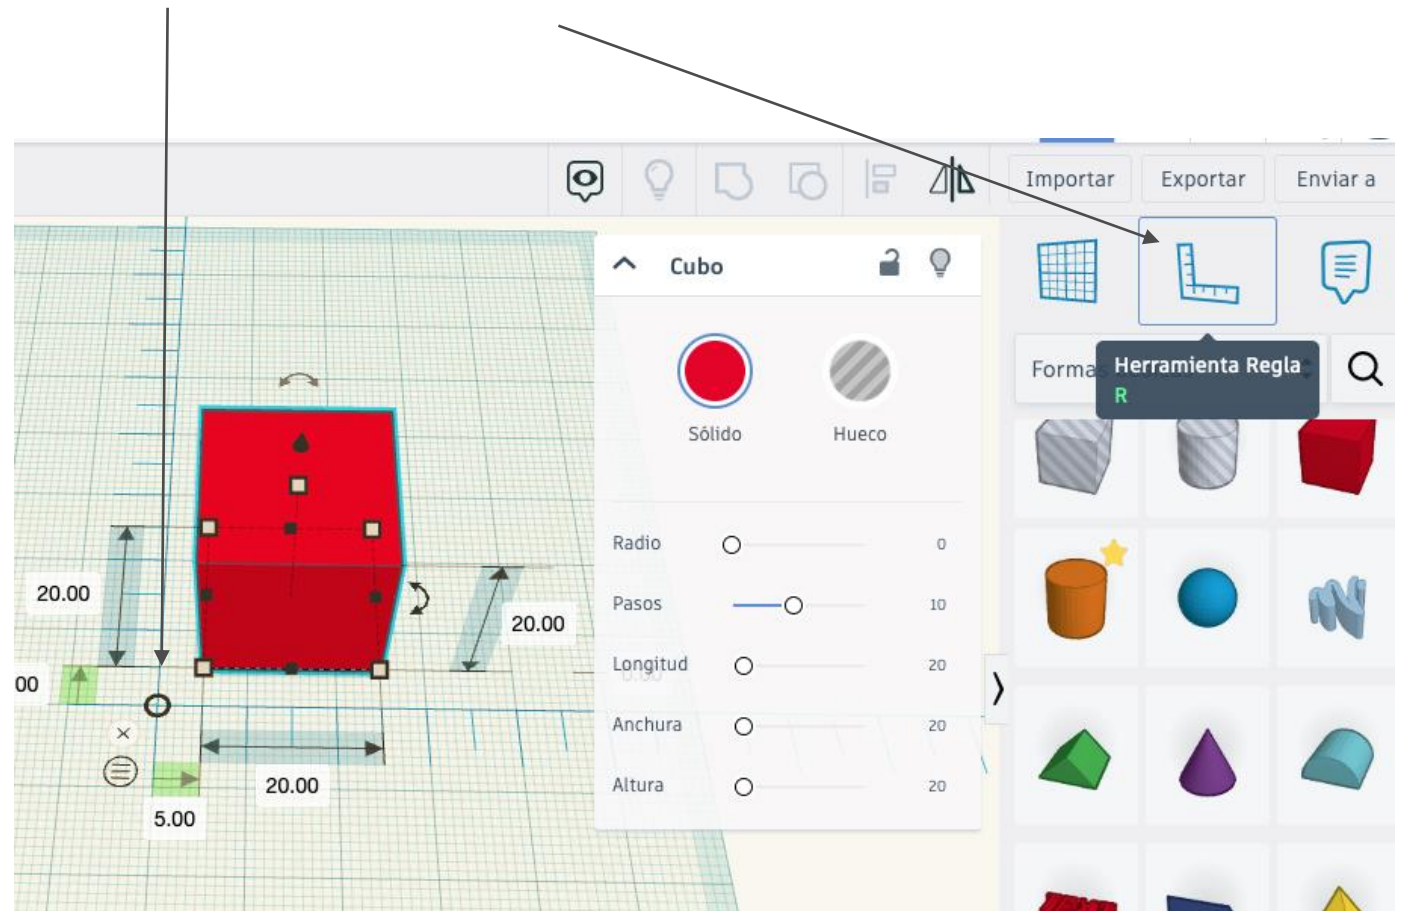 Importar
Exportar
Enviar a
Cubo
Herramienta Regla
R
Sólido
Hueco
Radio 0
Pasos 10
Longitud 20
Anchura 20
Altura 20
20.00
20.00
00
20.00
5.00